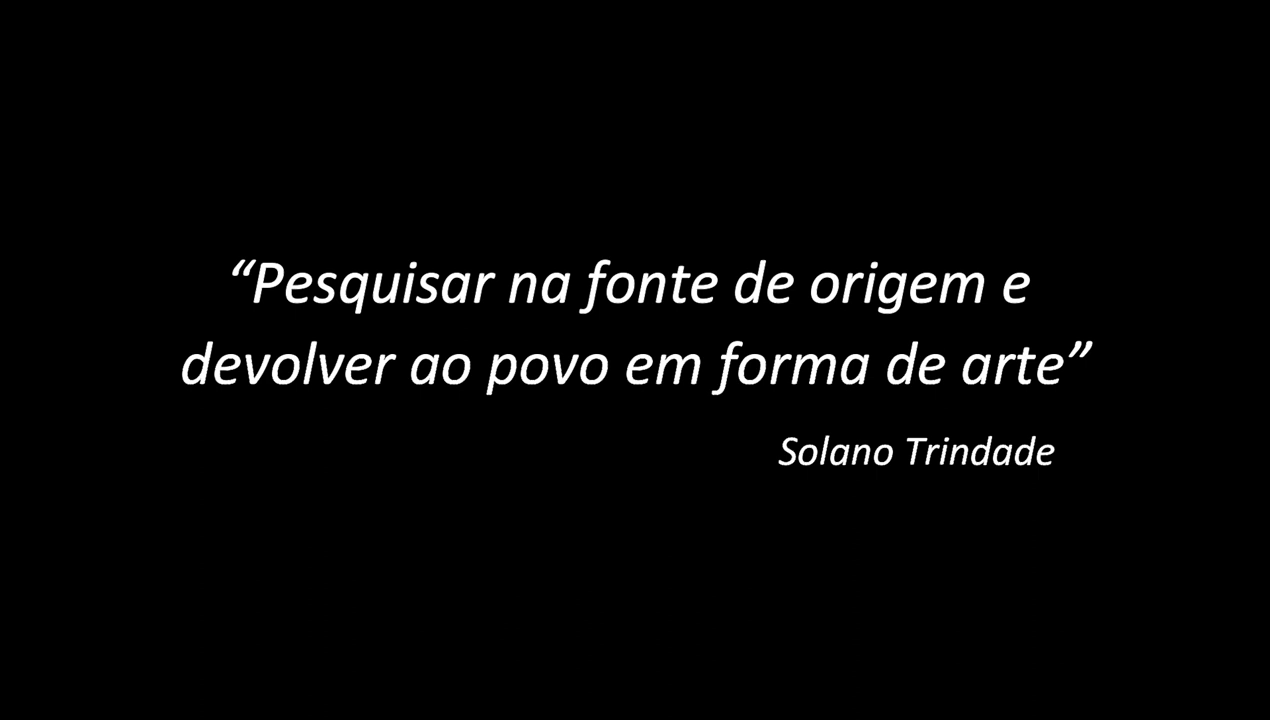 “Pesquisar na fonte de origem e
devolver ao povo em forma de arte”
Solano Trindade